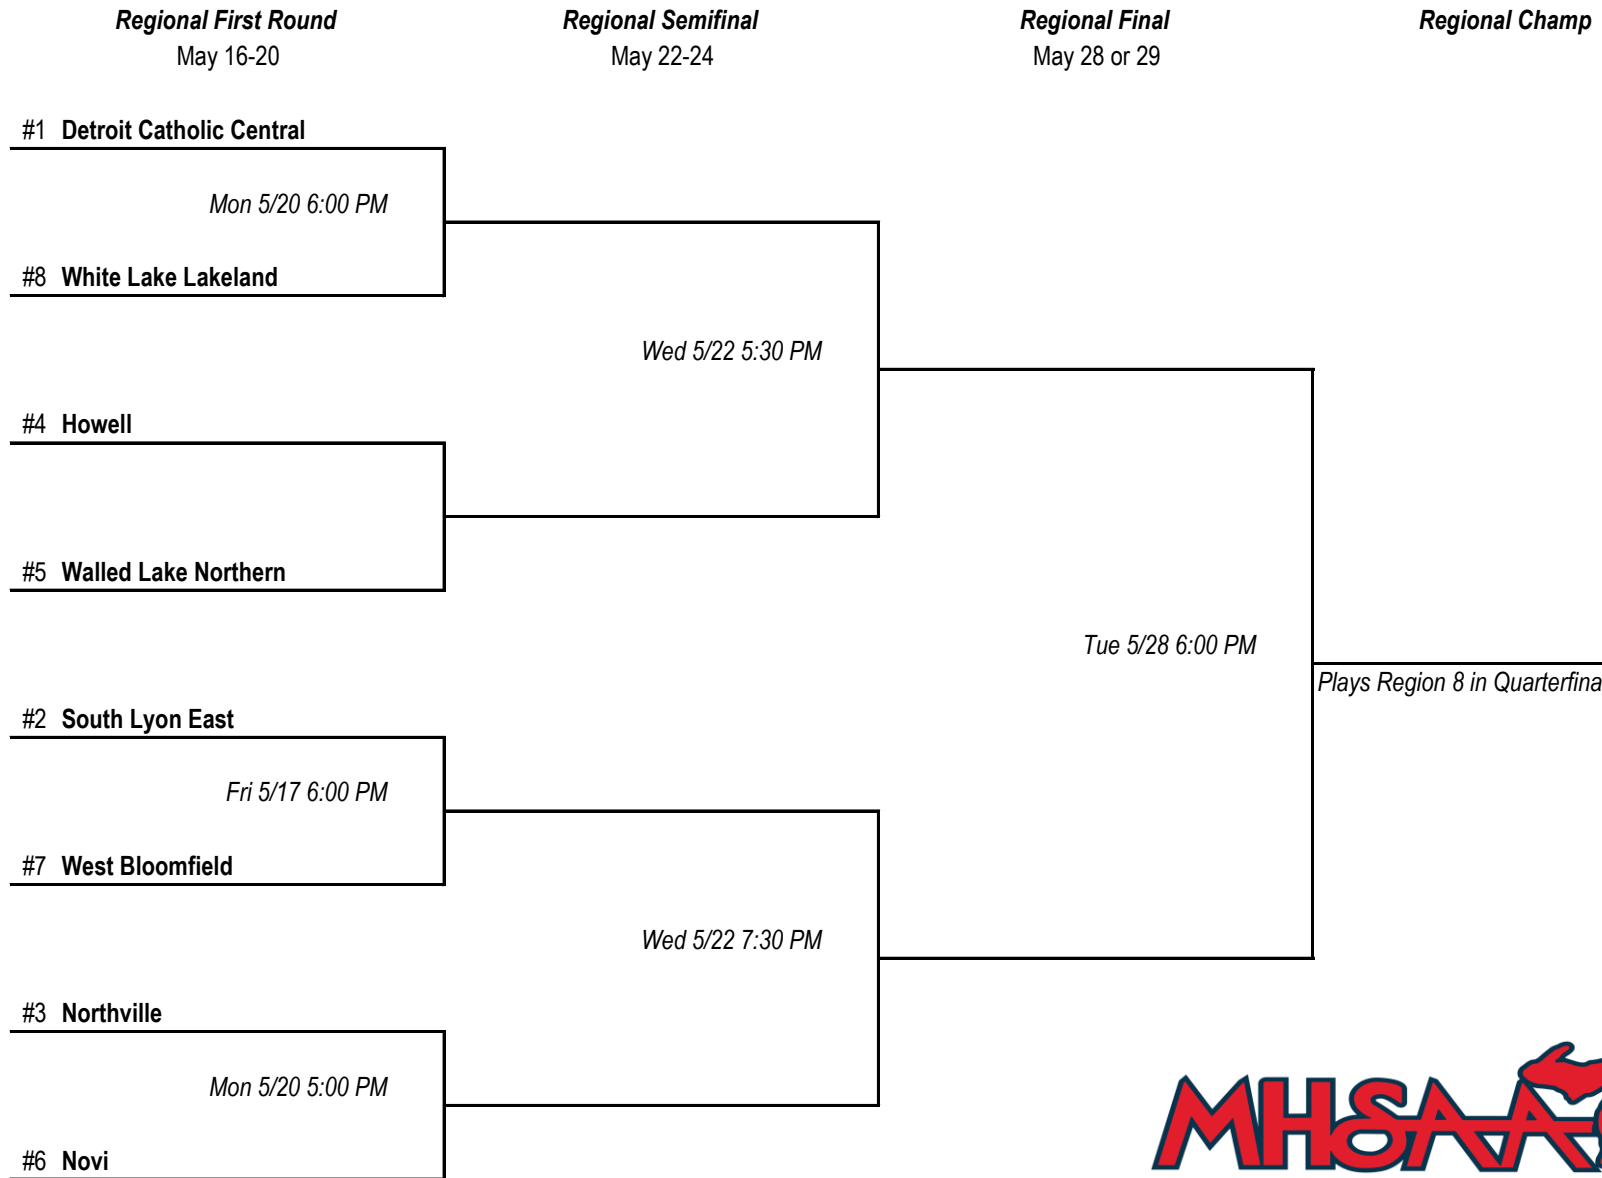 Regional First Round Regional Semifinal Regional Final Regional Champ
May 16-20 May 22-24 May 28 or 29
#1 Detroit Catholic Central
Mon 5/20 6:00 PM
#8 White Lake Lakeland
Wed 5/22 5:30 PM
#4 Howell
#5 Walled Lake Northern
Tue 5/28 6:00 PM
Plays Region 8 in Quarterfina
#2 South Lyon East
Fri 5/17 6:00 PM
#7 West Bloomfield
Wed 5/22 7:30 PM
#3 Northville
Mon 5/20 5:00 PM
#6 Novi
MHSAA